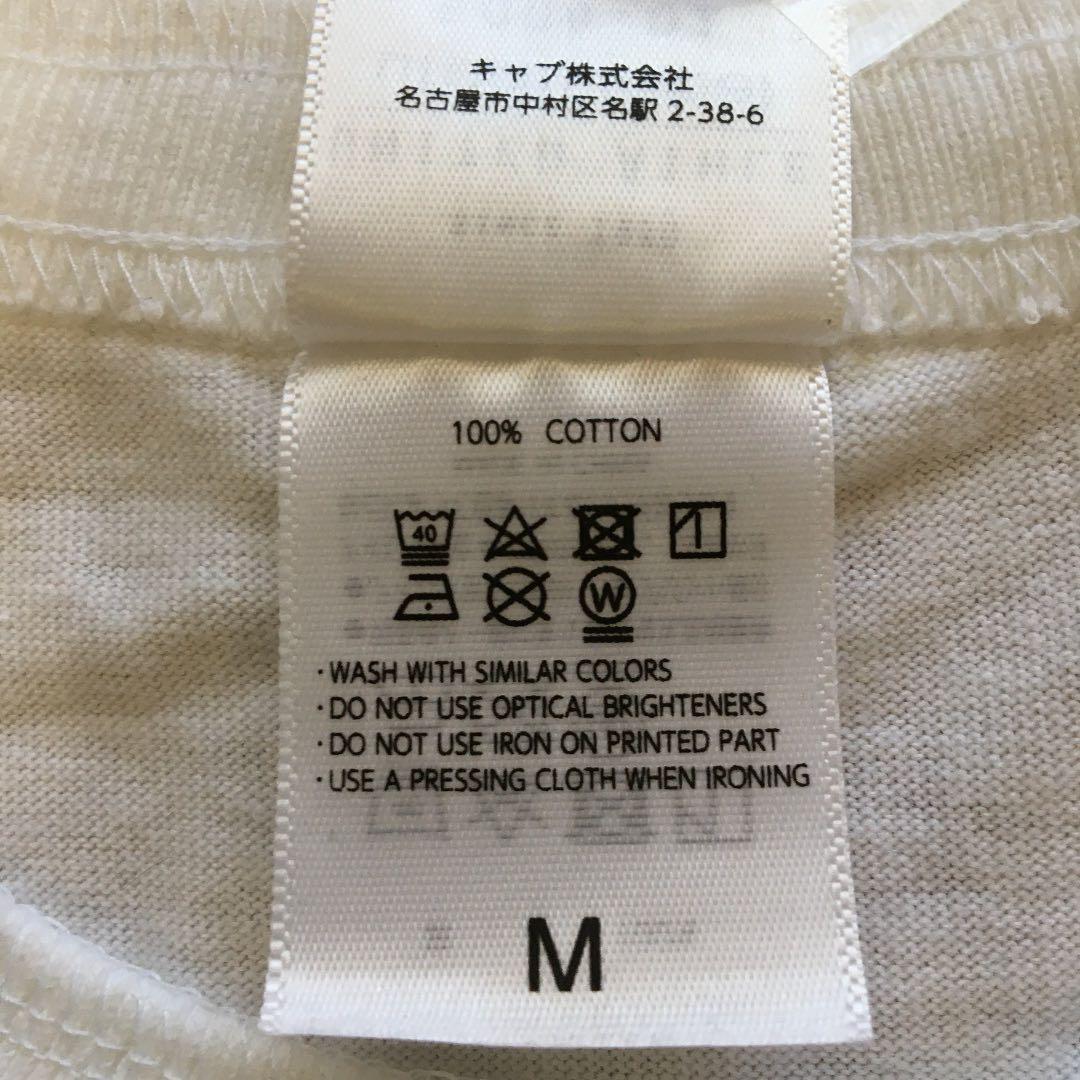 キャブ株式会社
名古屋市中村区名駅 2-38-6
100% COTTON
40
W
・WASH WITH SIMILAR COLORS
・DO NOT USE OPTICAL BRIGHTENERS
・DO NOT USE IRON ON PRINTED PART
・USE A PRESSING CLOTH WHEN IRONING
M